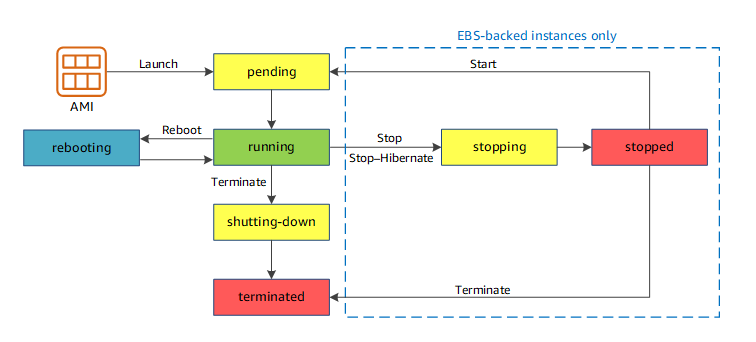 EBS-backed instances only
Launch
pending
Start
AMI
rebooting
Reboot
running
Stop
Stop–Hibernate
stopping
stopped
Terminate
shutting-down
terminated
Terminate